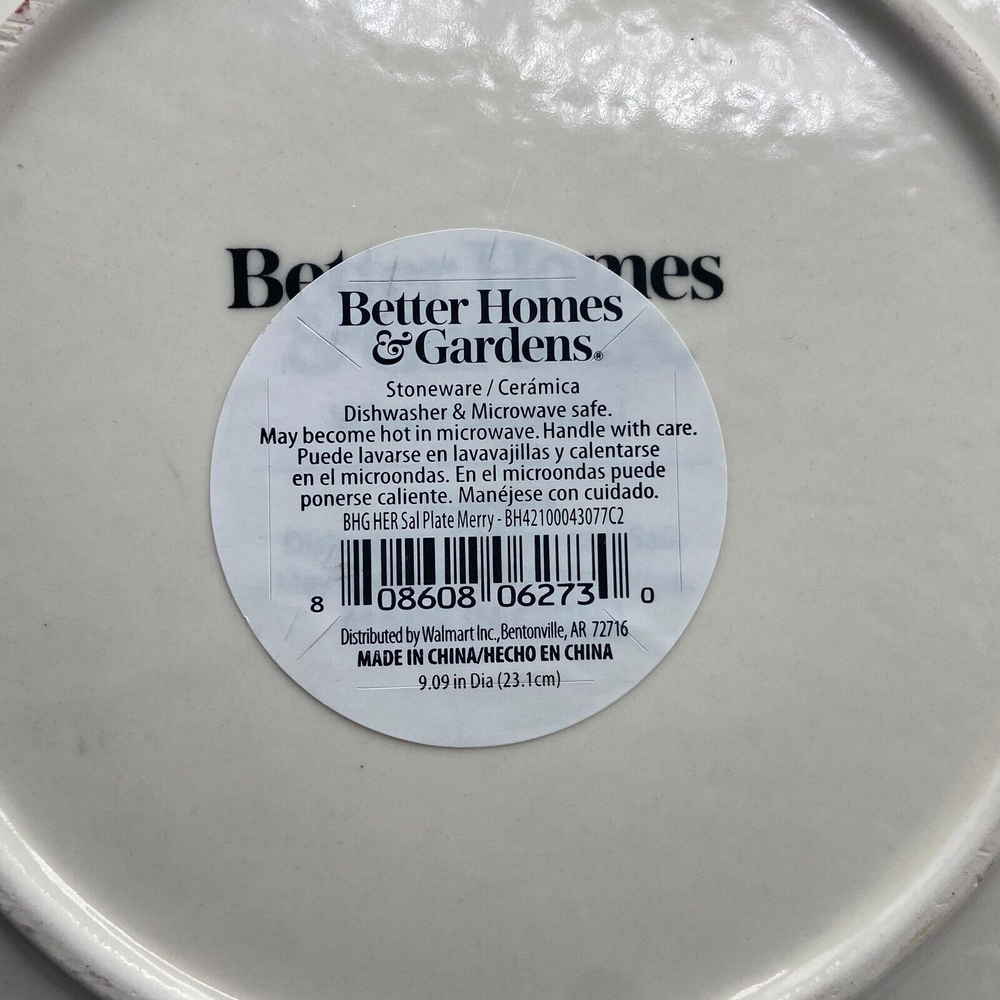 Bet mes
Better Homes
& Gardens®
Stoneware / Cerámica
Dishwasher & Microwave safe.
May become hot in microwave. Handle with care.
Puede lavarse en lavavajillas y calentarse
en el microondas. En el microondas puede
ponerse caliente. Manéjese con cuidado.
BHG HER Sal Plate Merry - BH42100043077C2
8 08608 06273 0
Distributed by Walmart Inc., Bentonville, AR 72716
MADE IN CHINA/HECHO EN CHINA
9.09 in Dia (23.1cm)